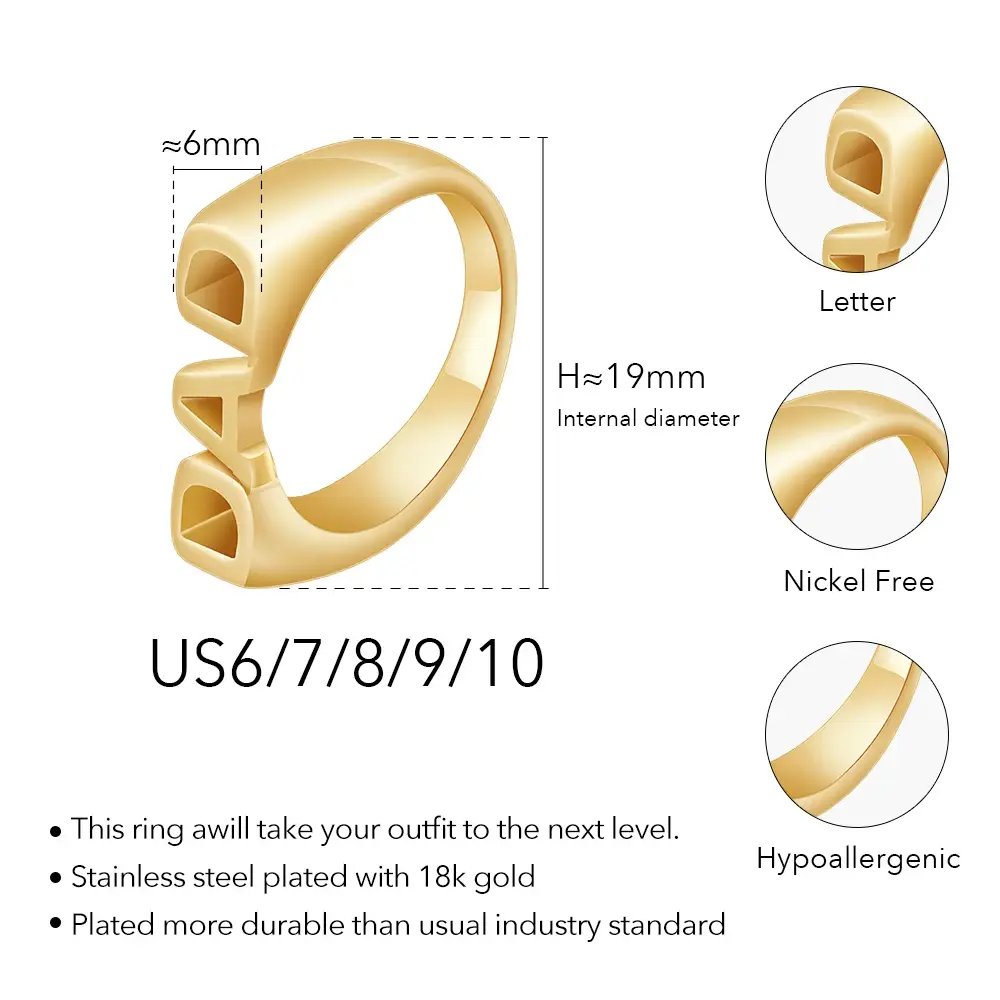 ≈6mm
H≈19mm
Internal diameter
US6/7/8/9/10
Letter
Nickel Free
Hypoallergenic
• This ring awill take your outfit to the next level.
• Stainless steel plated with 18k gold
• Plated more durable than usual industry standard
DAD